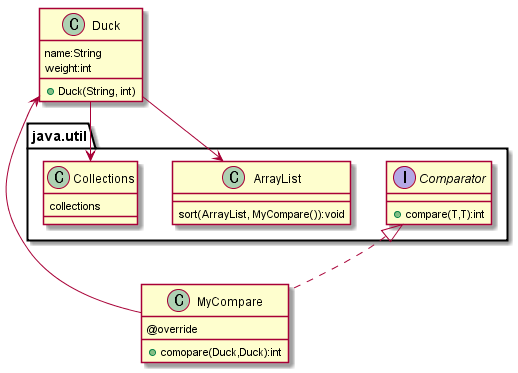 C Duck
name:String
weight:int
Duck(String, int)
java.util
C Collections
collections
C ArrayList
sort(ArrayList, MyCompare()):void
I Comparator
compare(T,T):int
C MyCompare
@override
comopare(Duck,Duck):int